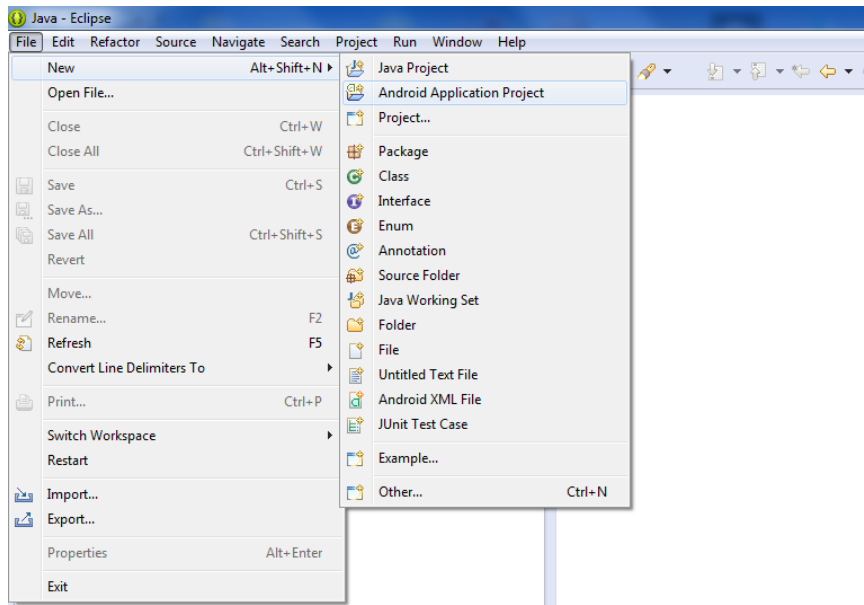 Java - Eclipse
File Edit Refactor Source Navigate Search Project Run Window Help
New Alt+Shift+N
Open File...
Close Ctrl+W
Close All Ctrl+Shift+W
Save Ctrl+S
Save As...
Save All Ctrl+Shift+S
Revert
Move...
Rename... F2
Refresh F5
Convert Line Delimiters To
Print... Ctrl+P
Switch Workspace
Restart
Import...
Export...
Properties Alt+Enter
Exit
Java Project
Android Application Project
Project...
Package
Class
Interface
Enum
Annotation
Source Folder
Java Working Set
Folder
File
Untitled Text File
Android XML File
JUnit Test Case
Example...
Other... Ctrl+N